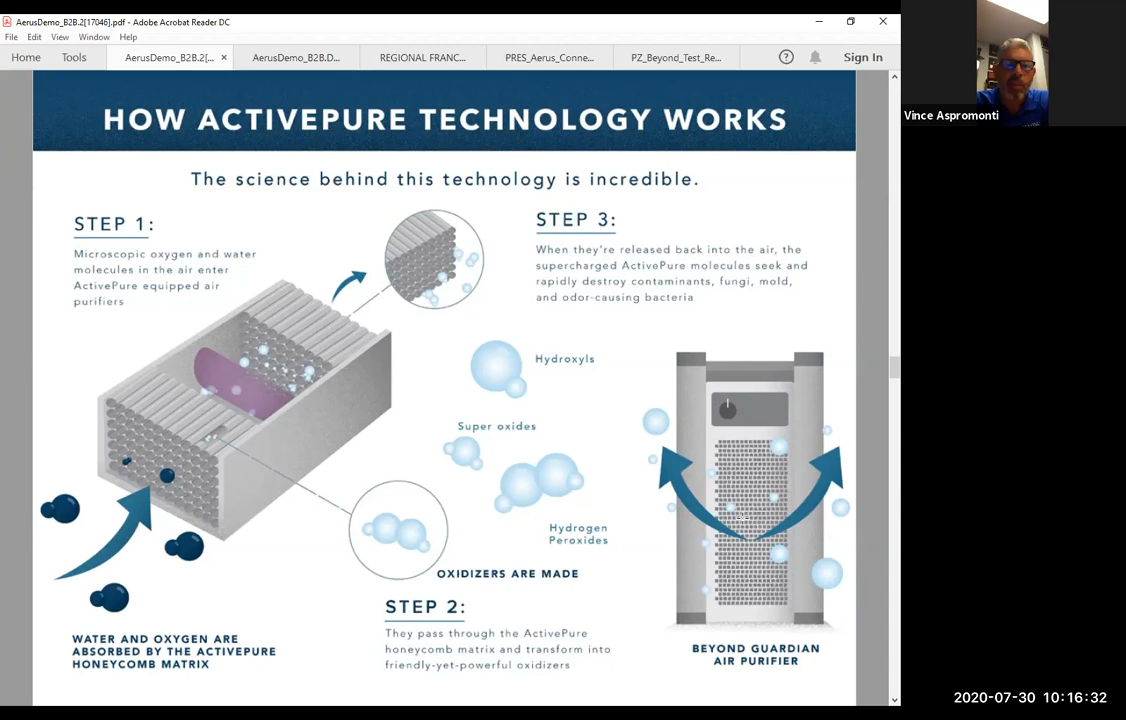 AerusDemo_B2B.2[17046].pdf - Adobe Acrobat Reader DC
File Edit View Window Help
Home Tools AerusDemo_B2B.2[... × AerusDemo_B2B.D... REGIONAL FRANC... PRES_Aerus_Conne... PZ_Beyond_Test_Re... Sign In
Vince Aspromonti
HOW ACTIVEPURE TECHNOLOGY WORKS
The science behind this technology is incredible.
STEP 1:
Microscopic oxygen and water
molecules in the air enter
ActivePure equipped air
purifiers
STEP 3:
When they're released back into the air, the
supercharged ActivePure molecules seek and
rapidly destroy contaminants, fungi, mold,
and odor-causing bacteria
Hydroxyls
Super oxides
Hydrogen
Peroxides
OXIDIZERS ARE MADE
STEP 2:
They pass through the ActivePure
honeycomb matrix and transform into
friendly-yet-powerful oxidizers
WATER AND OXYGEN ARE
ABSORBED BY THE ACTIVEPURE
HONEYCOMB MATRIX
BEYOND GUARDIAN
AIR PURIFIER
2020-07-30 10:16:32